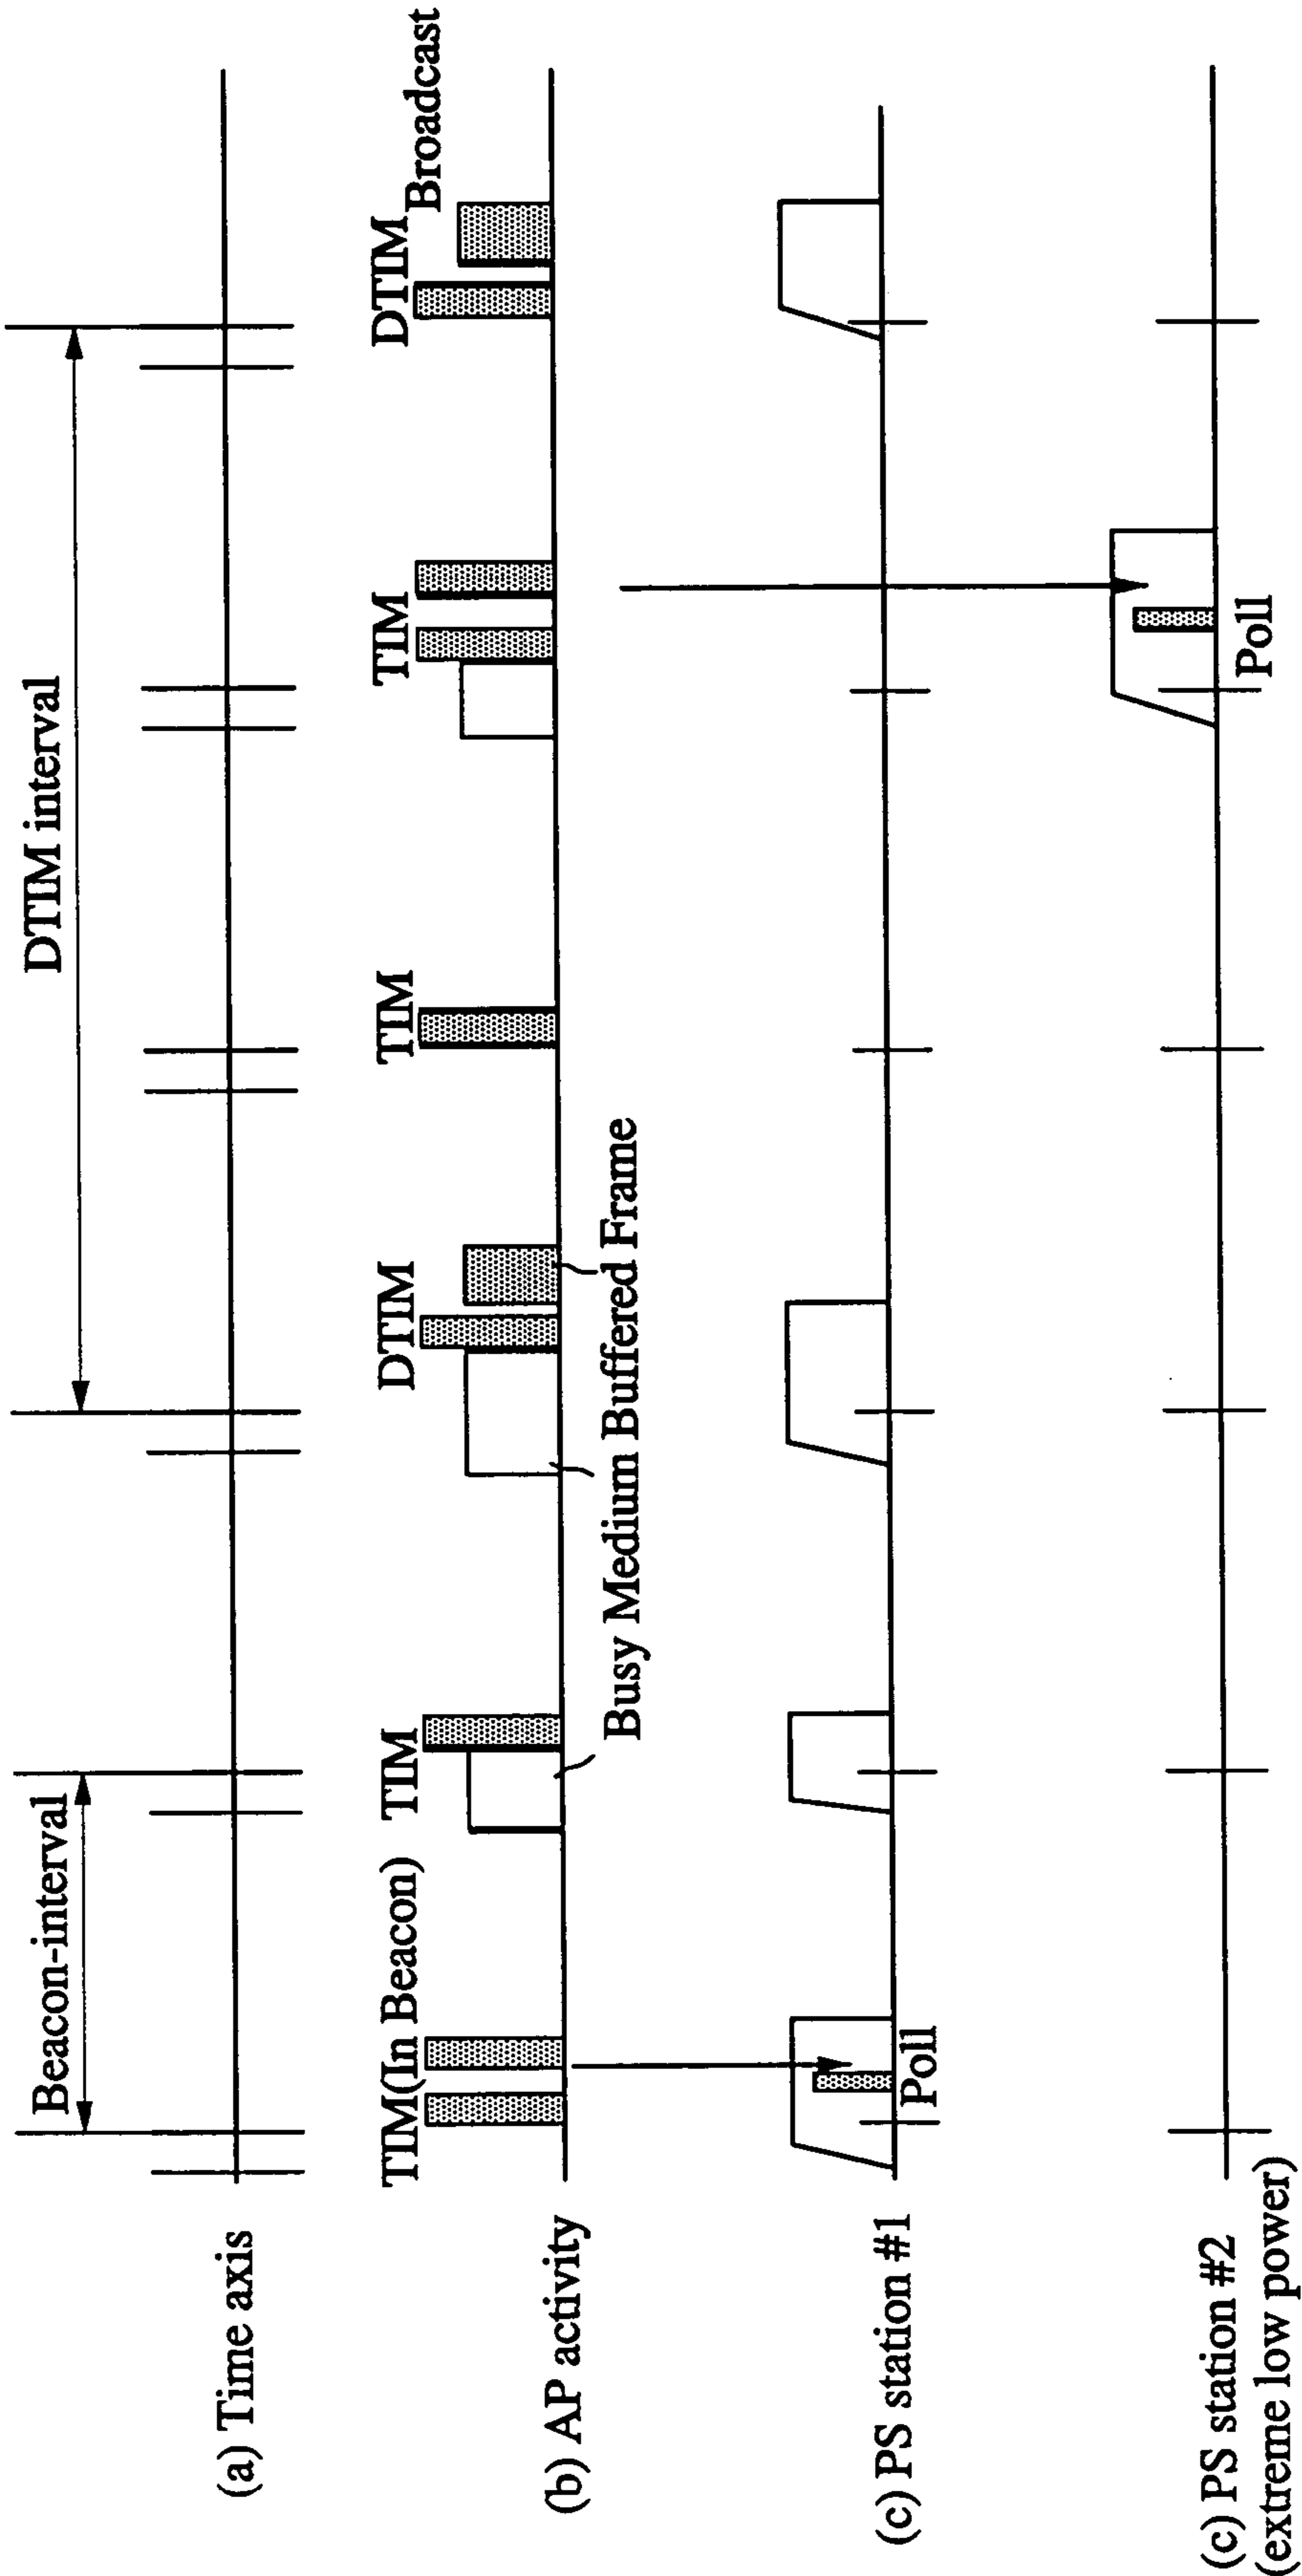 DTIM interval
Beacon-interval
(a) Time axis
TIM(In Beacon)
TIM
DTIM
TIM
TIM
DTIM
Broadcast
(b) AP activity
Busy Medium Buffered Frame
Poll
(c) PS station #1
Poll
(c) PS station #2
(extreme low power)